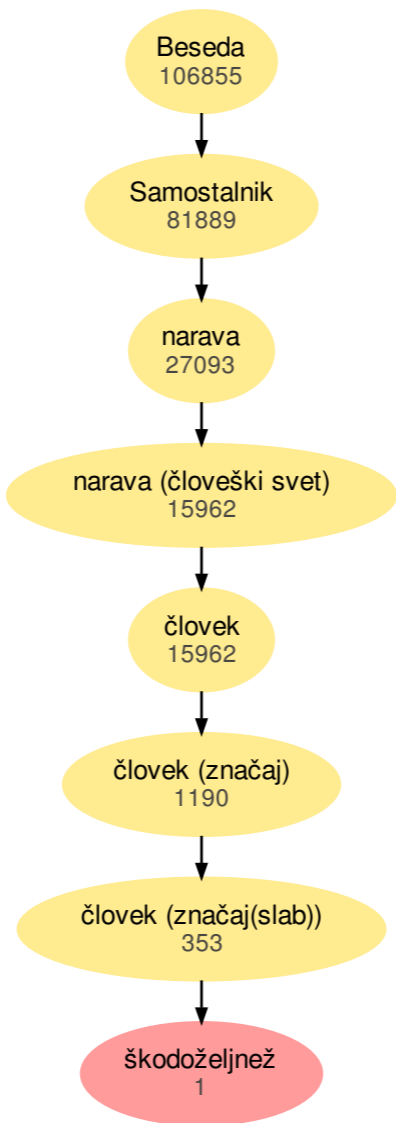 Beseda
106855
Samostalnik
81889
narava
27093
narava (človeški svet)
15962
človek
15962
človek (značaj)
1190
človek (značaj(slab))
353
škodoželjnež
1